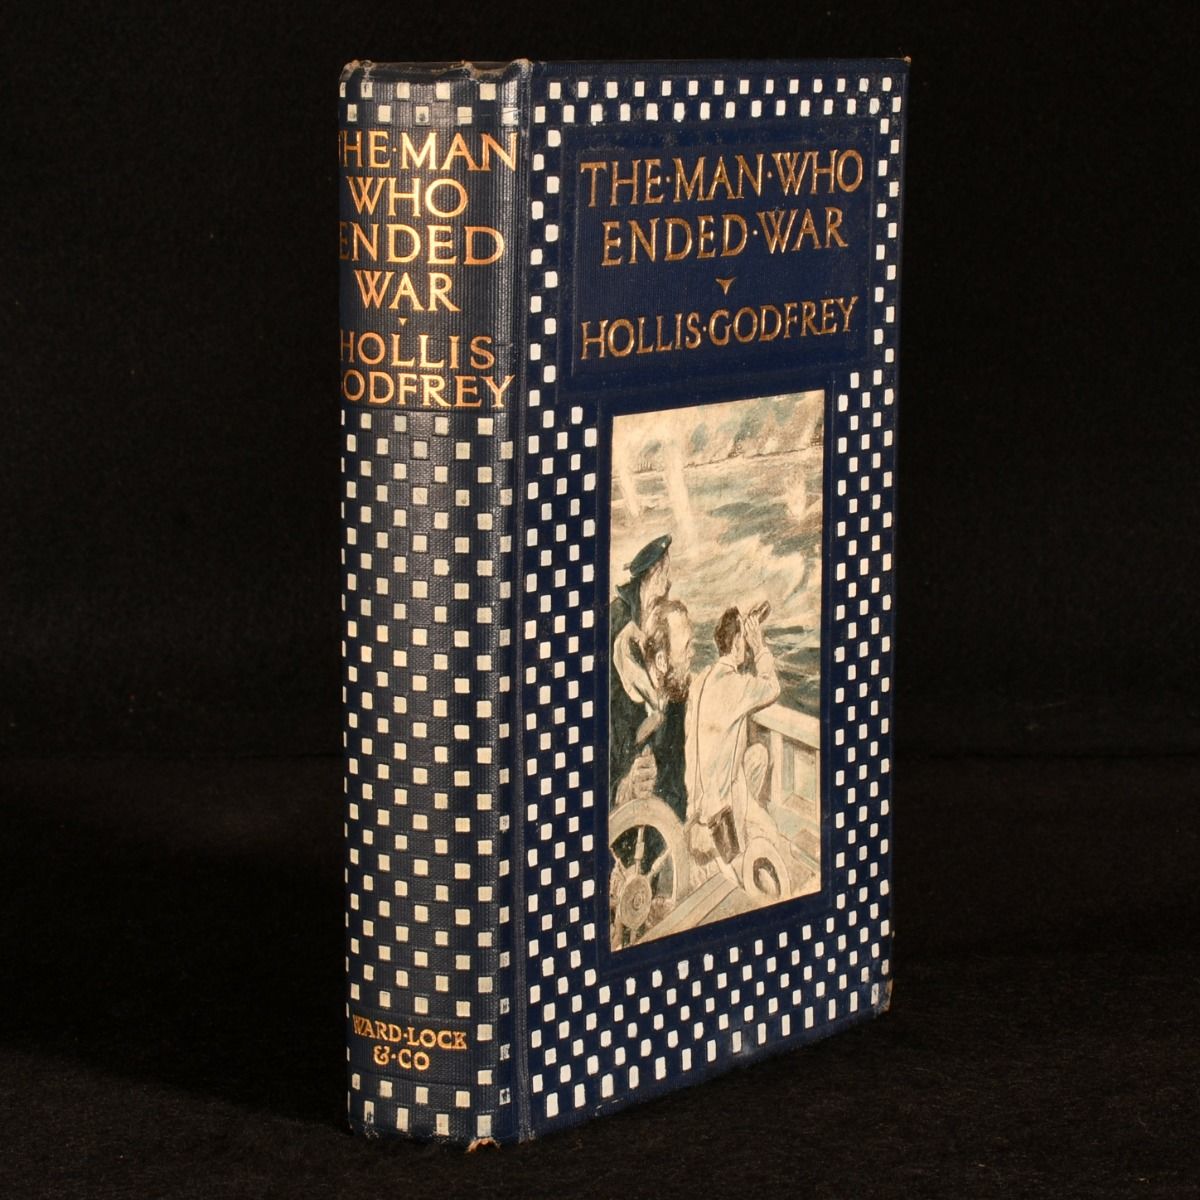 THE·MAN
WHO
ENDED
WAR
HOLLIS
GODFREY
WARD·LOCK
&·CO
THE·MAN·WHO
ENDED·WAR
HOLLIS·GODFREY